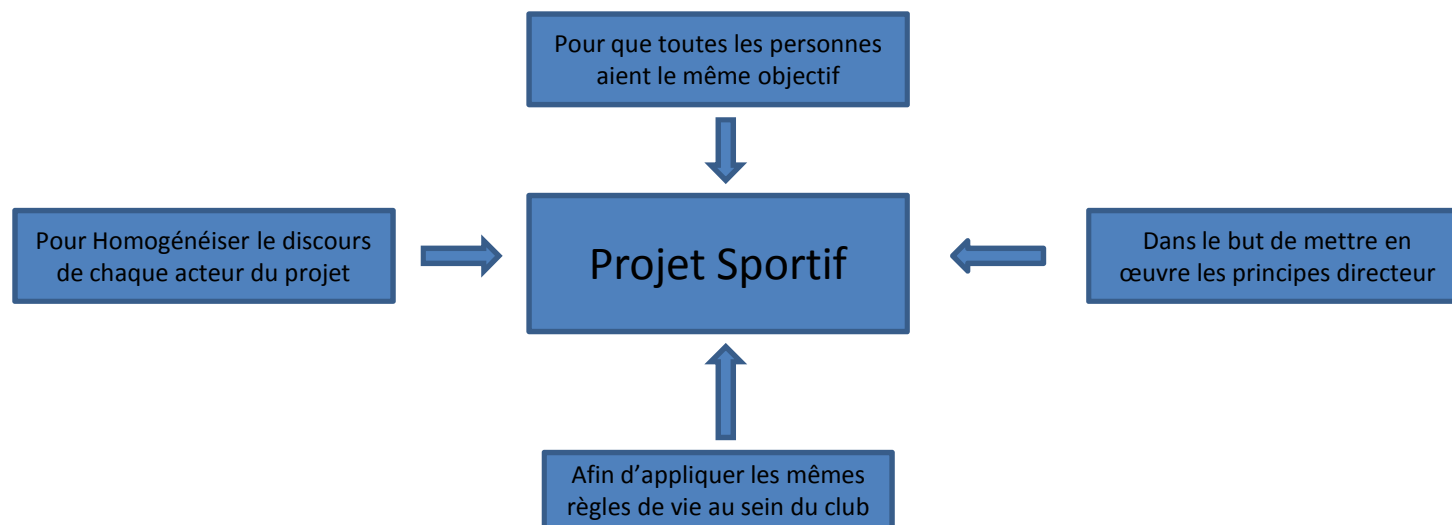 Pour que toutes les personnes
aient le même objectif
Pour Homogénéiser le discours
de chaque acteur du projet
Projet Sportif
Dans le but de mettre en
œuvre les principes directeur
Afin d'appliquer les mêmes
règles de vie au sein du club